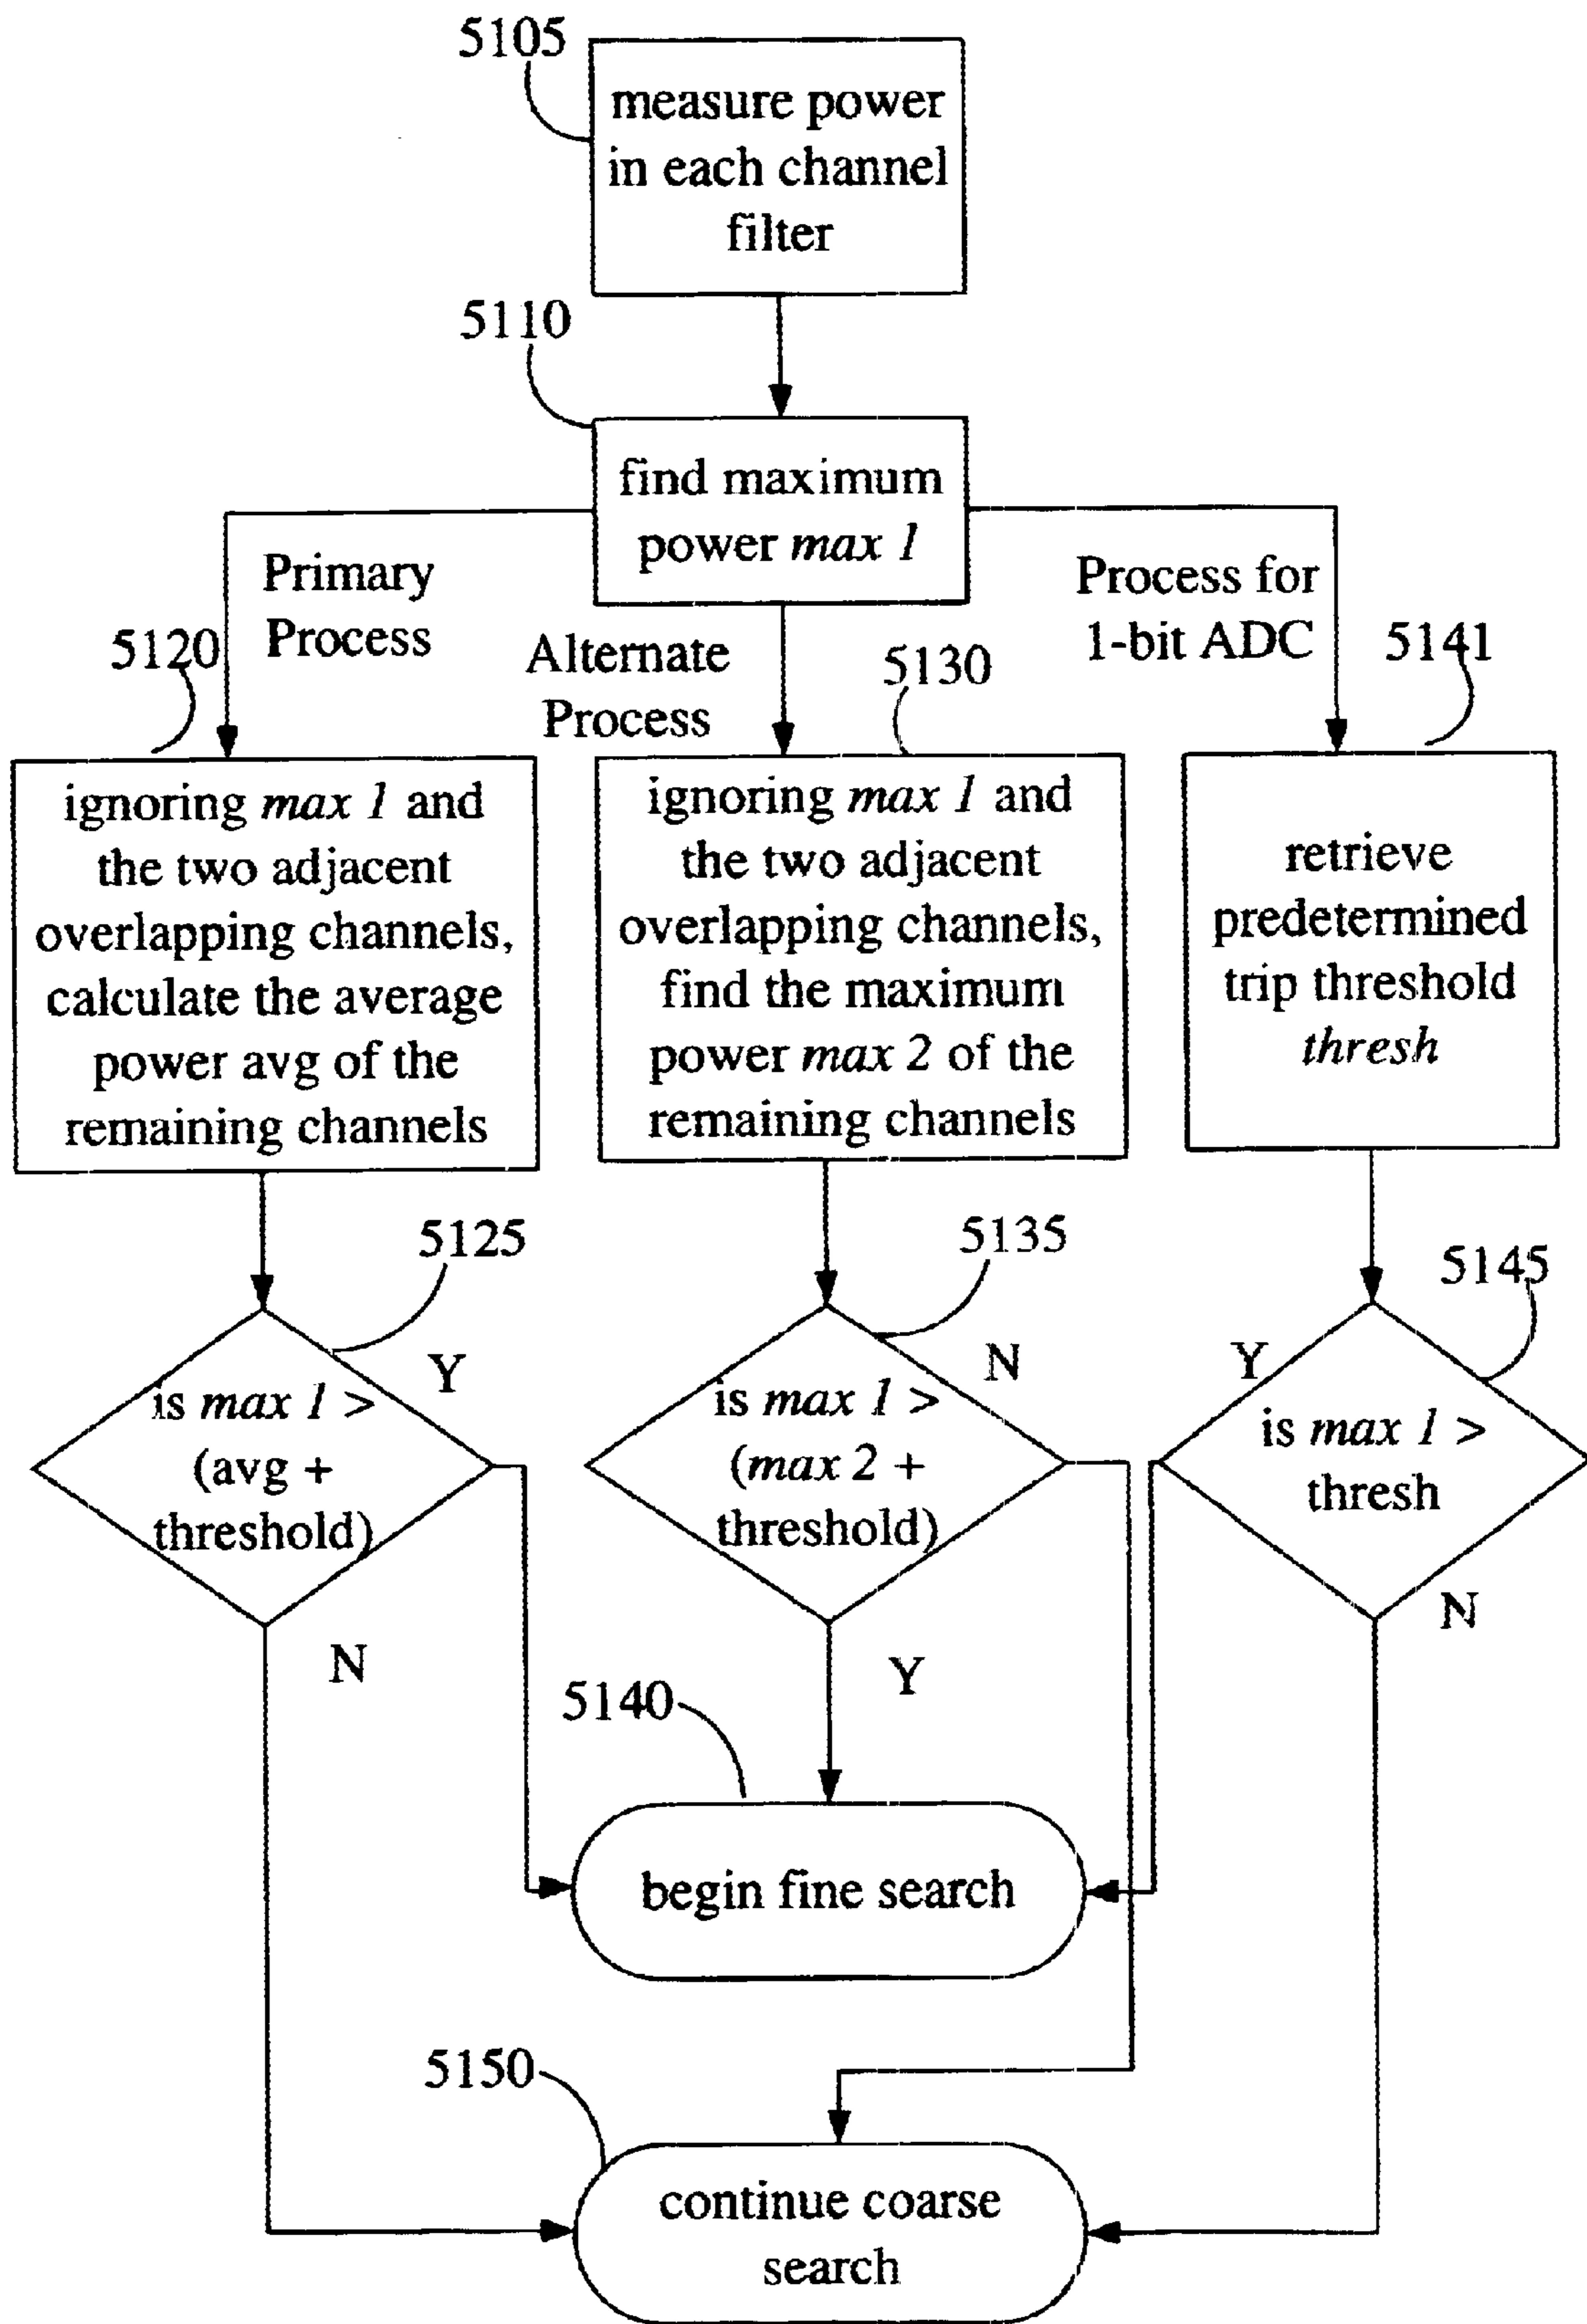 5105
measure power
in each channel
filter
5110
find maximum
power max 1
Primary
Process
Alternate
Process
Process for
1-bit ADC
5120
5130
5141
ignoring max 1 and
the two adjacent
overlapping channels,
calculate the average
power avg of the
remaining channels
ignoring max 1 and
the two adjacent
overlapping channels,
find the maximum
power max 2 of the
remaining channels
retrieve
predetermined
trip threshold
thresh
5125
5135
5145
is max 1 >
(avg +
threshold)
Y
N
is max 1 >
(max 2 +
threshold)
N
Y
Y
is max 1 >
thresh
N
5140
begin fine search
5150
continue coarse
search